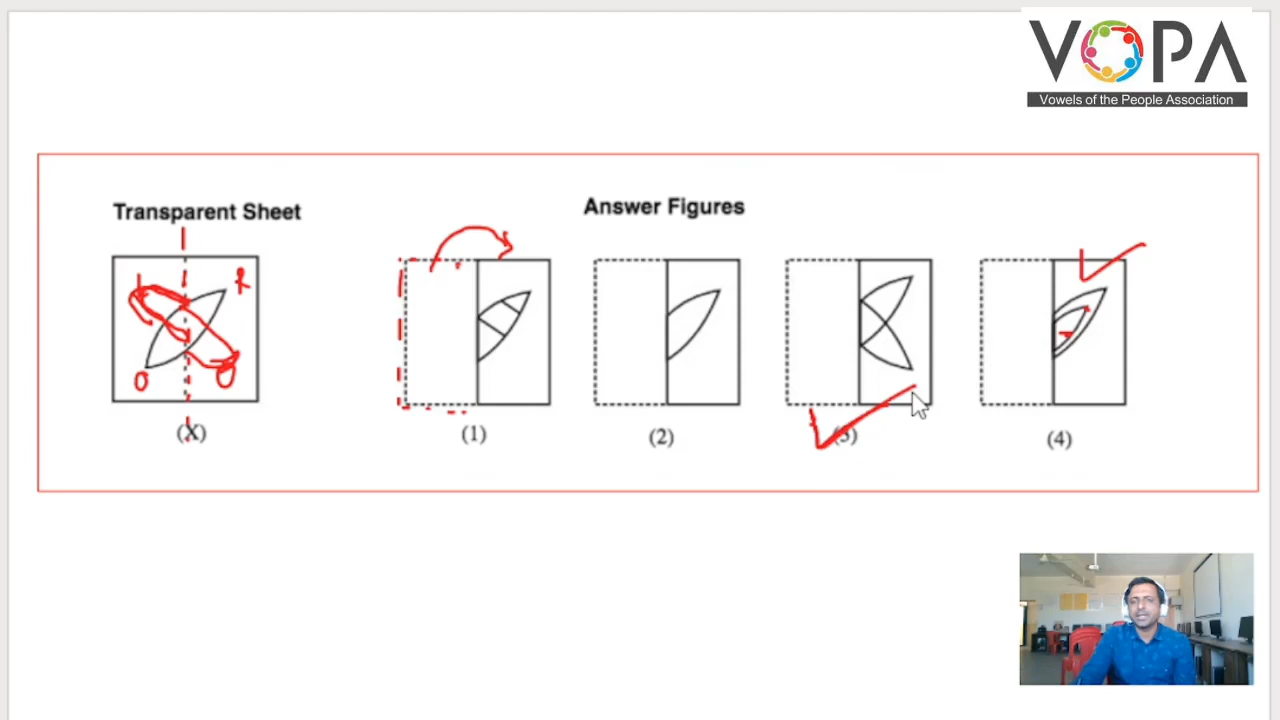 VOPA
Vowels of the People Association
Transparent Sheet
Answer Figures
R
(X)
(1)
(2)
(3)
(4)